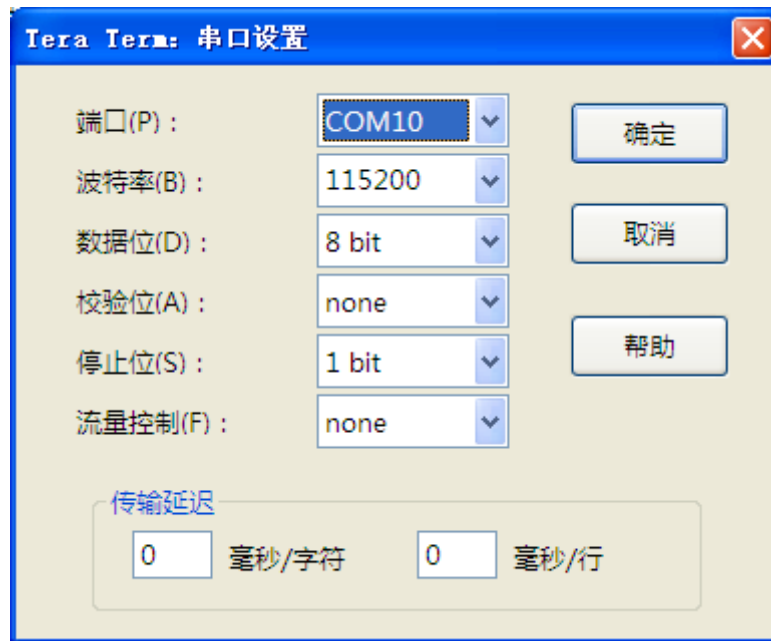 Tera Term: 串口设置
端口(P)： COM10 确定
波特率(B)： 115200
数据位(D)： 8 bit 取消
校验位(A)： none
停止位(S)： 1 bit 帮助
流量控制(F)： none
传输延迟
0 毫秒/字符 0 毫秒/行